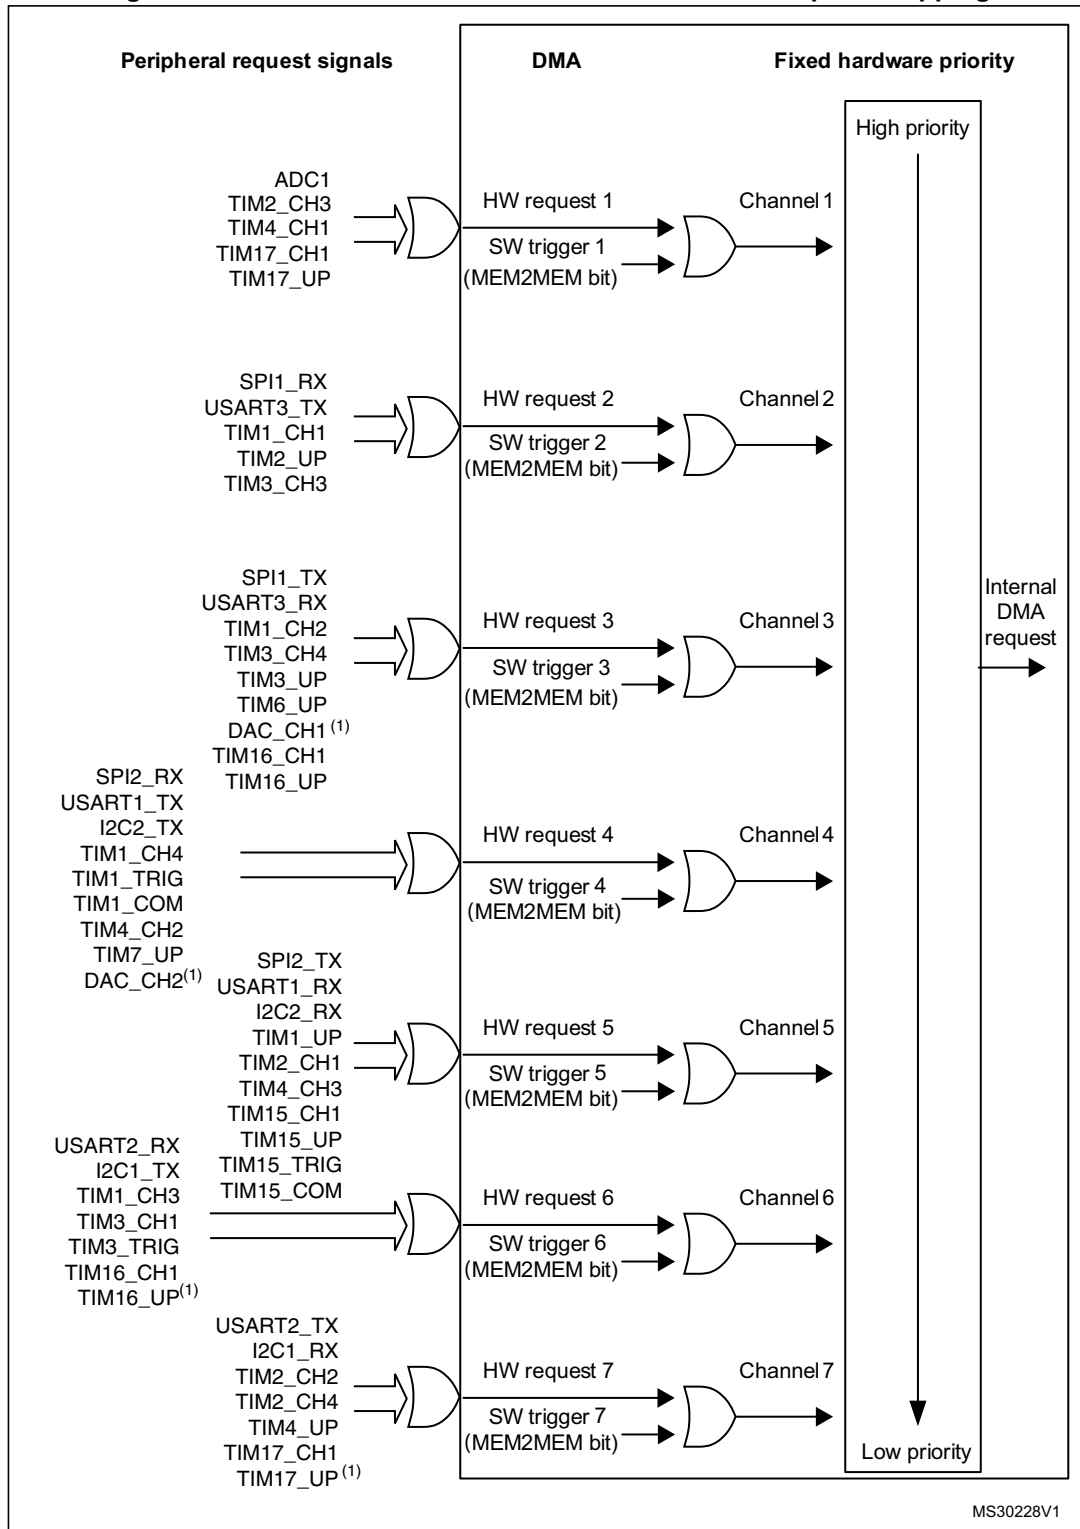 Peripheral request signals
DMA
Fixed hardware priority
High priority
ADC1
TIM2_CH3
TIM4_CH1
TIM17_CH1
TIM17_UP
HW request 1
SW trigger 1
(MEM2MEM bit)
Channel 1
SPI1_RX
USART3_TX
TIM1_CH1
TIM2_UP
TIM3_CH3
HW request 2
SW trigger 2
(MEM2MEM bit)
Channel 2
SPI1_TX
USART3_RX
TIM1_CH2
TIM3_CH4
TIM3_UP
TIM6_UP
DAC_CH1(1)
TIM16_CH1
TIM16_UP
HW request 3
SW trigger 3
(MEM2MEM bit)
Channel 3
Internal
DMA
request
SPI2_RX
USART1_TX
I2C2_TX
TIM1_CH4
TIM1_TRIG
TIM1_COM
TIM4_CH2
TIM7_UP
DAC_CH2(1)
HW request 4
SW trigger 4
(MEM2MEM bit)
Channel 4
SPI2_TX
USART1_RX
I2C2_RX
TIM1_UP
TIM2_CH1
TIM4_CH3
TIM15_CH1
TIM15_UP
TIM15_TRIG
TIM15_COM
HW request 5
SW trigger 5
(MEM2MEM bit)
Channel 5
USART2_RX
I2C1_TX
TIM1_CH3
TIM3_CH1
TIM3_TRIG
TIM16_CH1
TIM16_UP(1)
HW request 6
SW trigger 6
(MEM2MEM bit)
Channel 6
USART2_TX
I2C1_RX
TIM2_CH2
TIM2_CH4
TIM4_UP
TIM17_CH1
TIM17_UP(1)
HW request 7
SW trigger 7
(MEM2MEM bit)
Channel 7
Low priority
MS30228V1